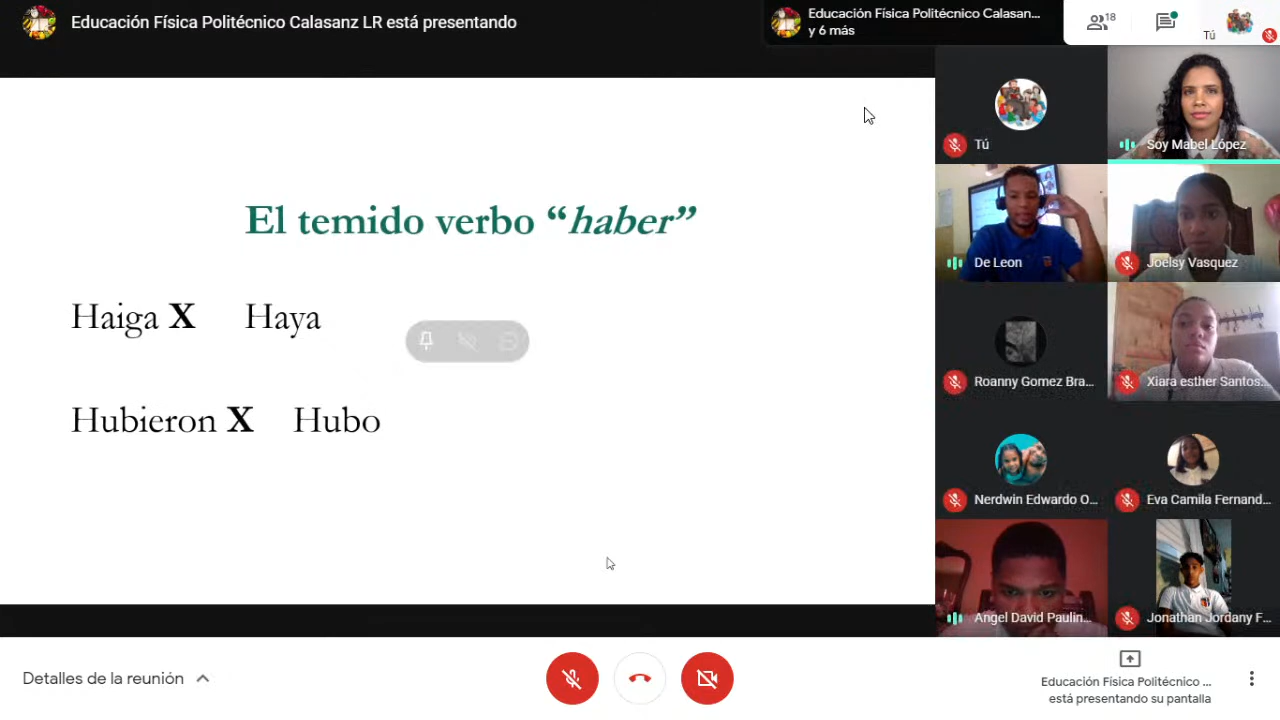 Educación Física Politécnico Calasanz LR está presentando
Educación Física Politécnico Calasan...
y 6 más
18
Tú
El temido verbo “haber”
Haiga X Haya
Hubieron X Hubo
Tú
Soy Mabel López
De Leon
Joelsy Vasquez
Roanny Gomez Bra...
Xiara esther Santos...
Nerdwin Edwardo O...
Eva Camila Fernand...
Angel David Paulin...
Jonathan Jordany F...
Detalles de la reunión
Educación Física Politécnico ...
está presentando su pantalla